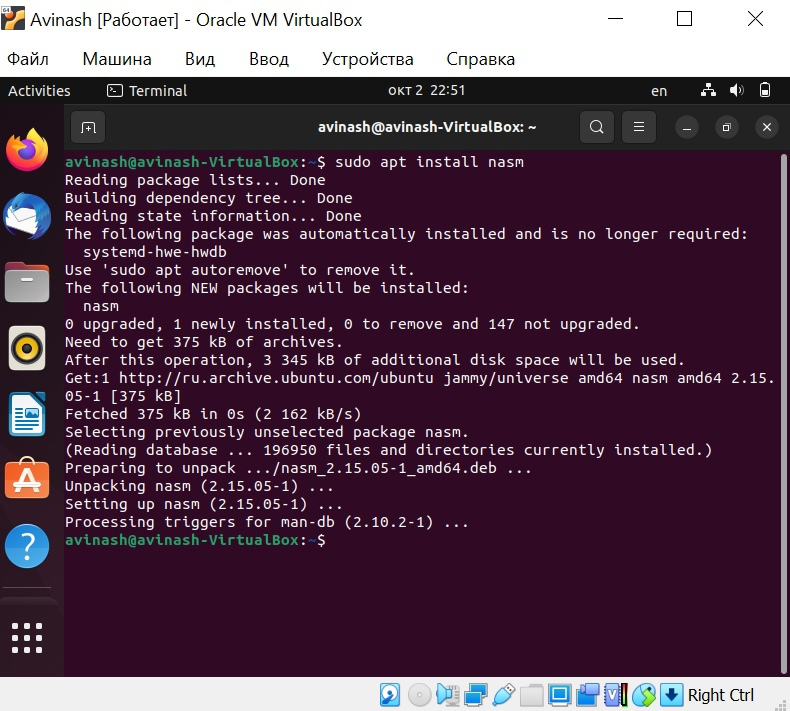 Avinash [Работает] - Oracle VM VirtualBox
Файл Машина Вид Ввод Устройства Справка
Activities Terminal окт 2 22:51 en
avinash@avinash-VirtualBox: ~
avinash@avinash-VirtualBox:~$ sudo apt install nasm
Reading package lists... Done
Building dependency tree... Done
Reading state information... Done
The following package was automatically installed and is no longer required:
systemd-hwe-hwdb
Use 'sudo apt autoremove' to remove it.
The following NEW packages will be installed:
nasm
0 upgraded, 1 newly installed, 0 to remove and 147 not upgraded.
Need to get 375 kB of archives.
After this operation, 3 345 kB of additional disk space will be used.
Get:1 http://ru.archive.ubuntu.com/ubuntu jammy/universe amd64 nasm amd64 2.15.
05-1 [375 kB]
Fetched 375 kB in 0s (2 162 kB/s)
Selecting previously unselected package nasm.
(Reading database ... 196950 files and directories currently installed.)
Preparing to unpack .../nasm_2.15.05-1_amd64.deb ...
Unpacking nasm (2.15.05-1) ...
Setting up nasm (2.15.05-1) ...
Processing triggers for man-db (2.10.2-1) ...
avinash@avinash-VirtualBox:~$
Right Ctrl